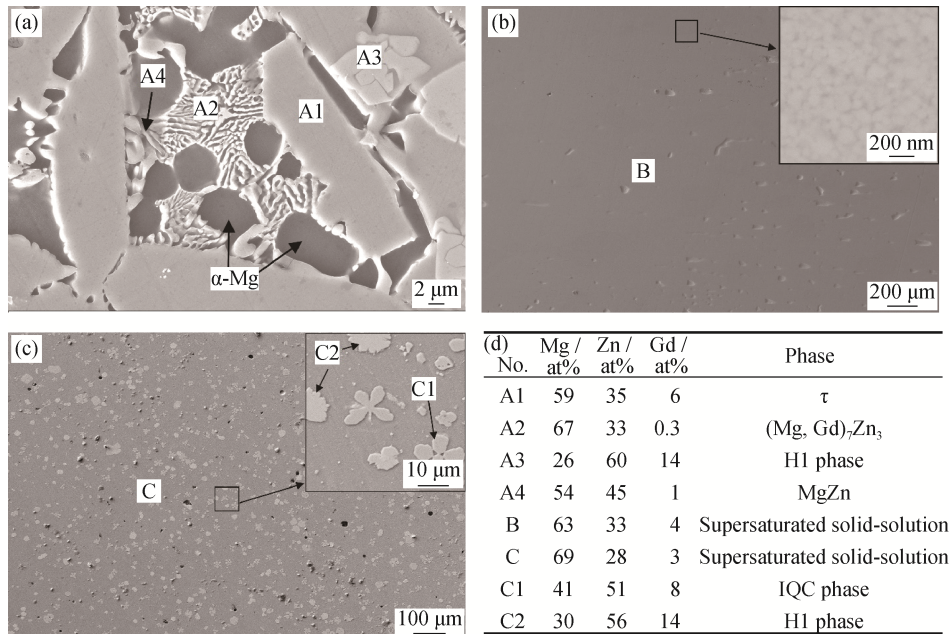 (a)
A4
A3
A2
A1
α-Mg
2 μm
(b)
B
200 nm
200 μm
(c)
C2
C1
10 μm
C
100 μm
(d)
No. Mg / at% Zn / at% Gd / at% Phase
A1 59 35 6 τ
A2 67 33 0.3 (Mg, Gd)₇Zn₃
A3 26 60 14 H1 phase
A4 54 45 1 MgZn
B 63 33 4 Supersaturated solid-solution
C 69 28 3 Supersaturated solid-solution
C1 41 51 8 IQC phase
C2 30 56 14 H1 phase